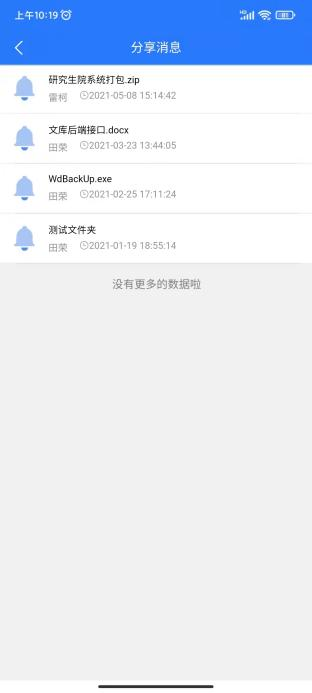 上午10:19
分享消息
研究生院系统打包.zip
雷柯 2021-05-08 15:14:42
文库后端接口.docx
田荣 2021-03-23 13:44:05
WdBackUp.exe
田荣 2021-02-25 17:11:24
测试文件夹
田荣 2021-01-19 18:55:14
没有更多的数据啦